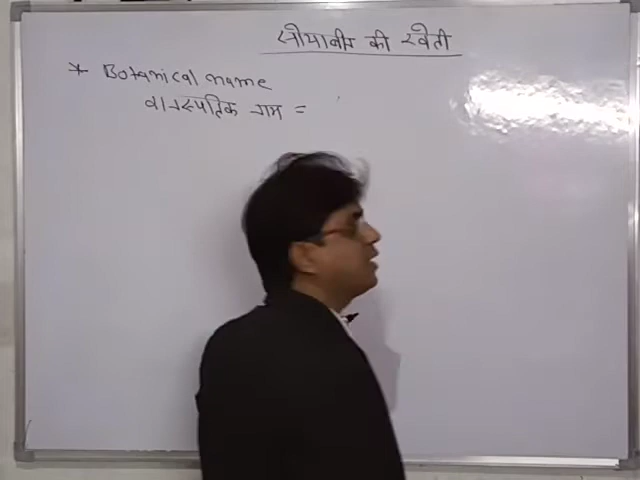 सोयाबीन की खेती
* Botanical name
वानस्पतिक नाम =